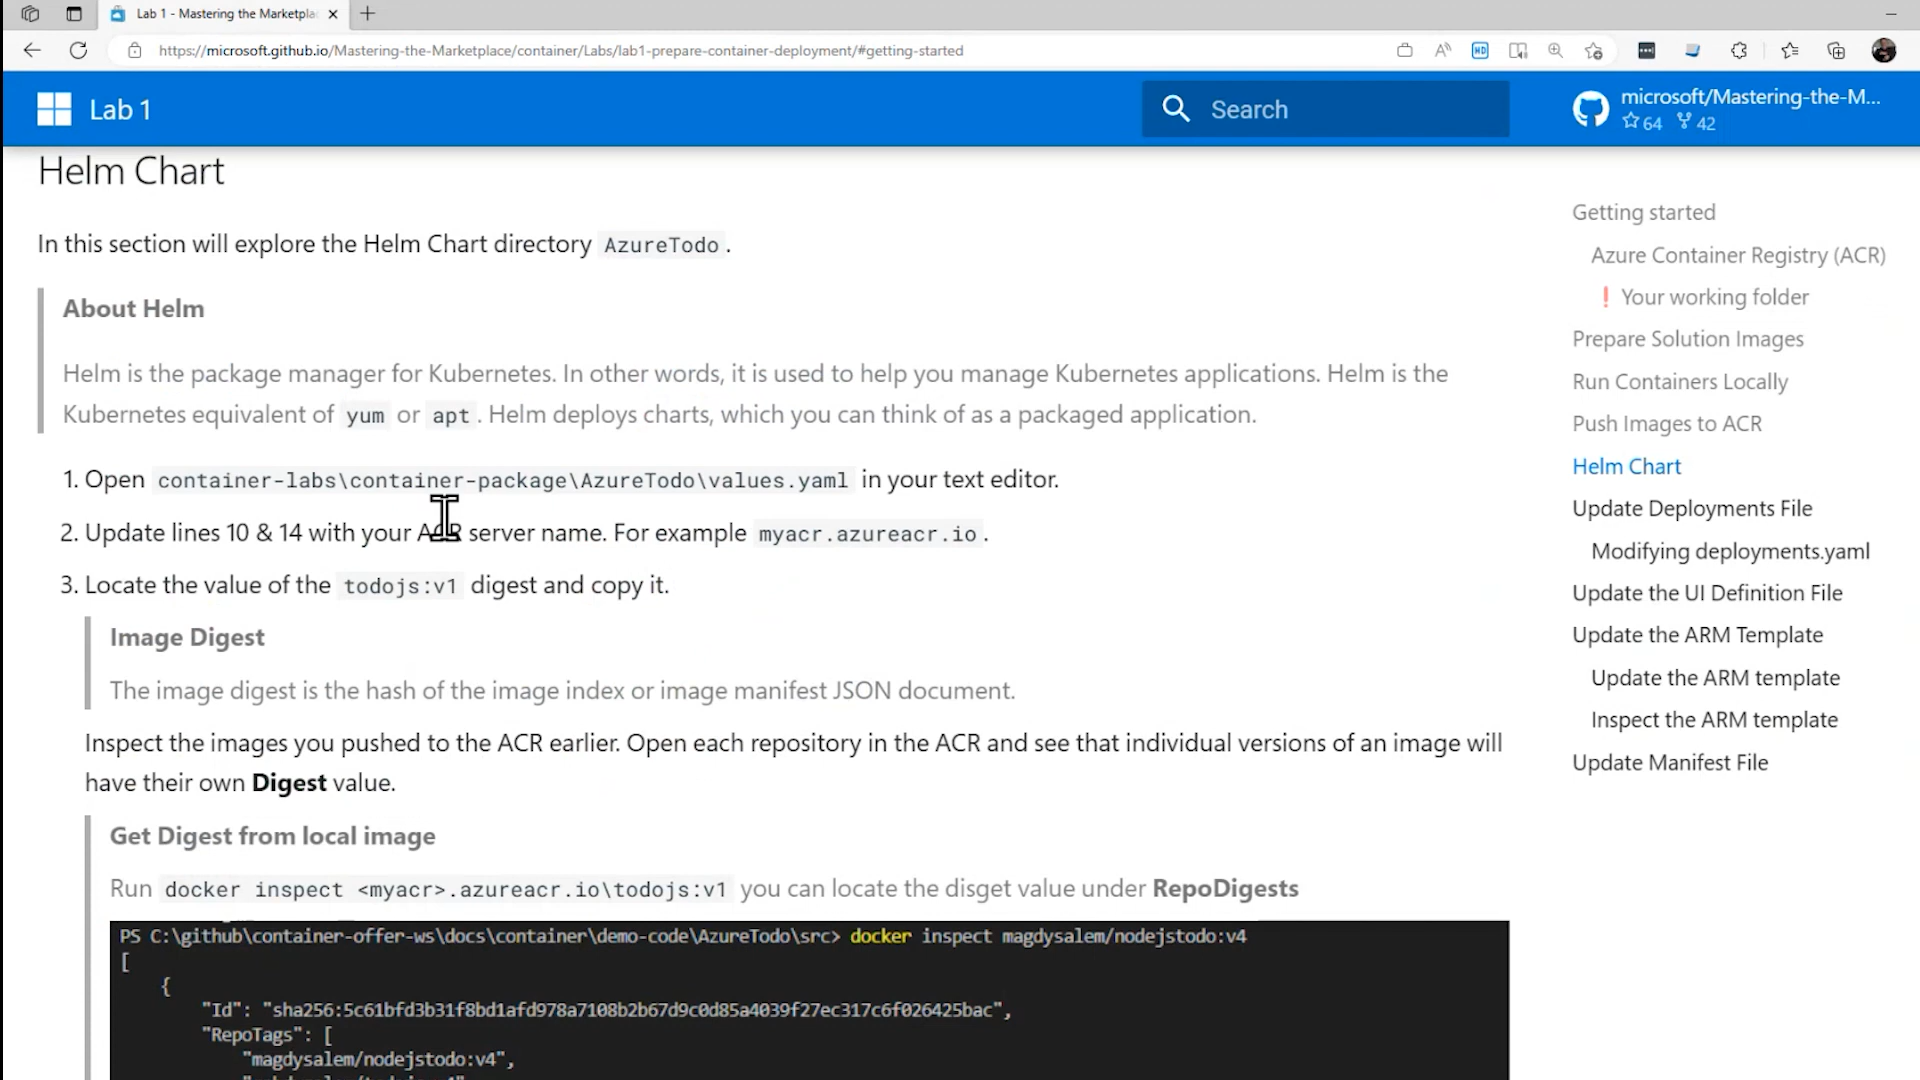 Lab 1 - Mastering the Marketpla
https://microsoft.github.io/Mastering-the-Marketplace/container/Labs/lab1-prepare-container-deployment/#getting-started
Lab 1
Search
microsoft/Mastering-the-M...
64 42
Helm Chart
In this section will explore the Helm Chart directory AzureTodo.
About Helm
Helm is the package manager for Kubernetes. In other words, it is used to help you manage Kubernetes applications. Helm is the
Kubernetes equivalent of yum or apt. Helm deploys charts, which you can think of as a packaged application.
1. Open container-labs\container-package\AzureTodo\values.yaml in your text editor.
2. Update lines 10 & 14 with your ACR server name. For example myacr.azureacr.io.
3. Locate the value of the todojs:v1 digest and copy it.
Image Digest
The image digest is the hash of the image index or image manifest JSON document.
Inspect the images you pushed to the ACR earlier. Open each repository in the ACR and see that individual versions of an image will
have their own Digest value.
Get Digest from local image
Run docker inspect <myacr>.azureacr.io\todojs:v1 you can locate the disget value under RepoDigests
PS C:\github\container-offer-ws\docs\container\demo-code\AzureTodo\src> docker inspect magdysalem/nodejstodo:v4
[
{
"Id": "sha256:5c61bfd3b31f8bd1afd978a7108b2b67d9c0d85a4039f27ec317c6f026425bac",
"RepoTags": [
"magdysalem/nodejstodo:v4",
Getting started
Azure Container Registry (ACR)
❗ Your working folder
Prepare Solution Images
Run Containers Locally
Push Images to ACR
Helm Chart
Update Deployments File
Modifying deployments.yaml
Update the UI Definition File
Update the ARM Template
Update the ARM template
Inspect the ARM template
Update Manifest File